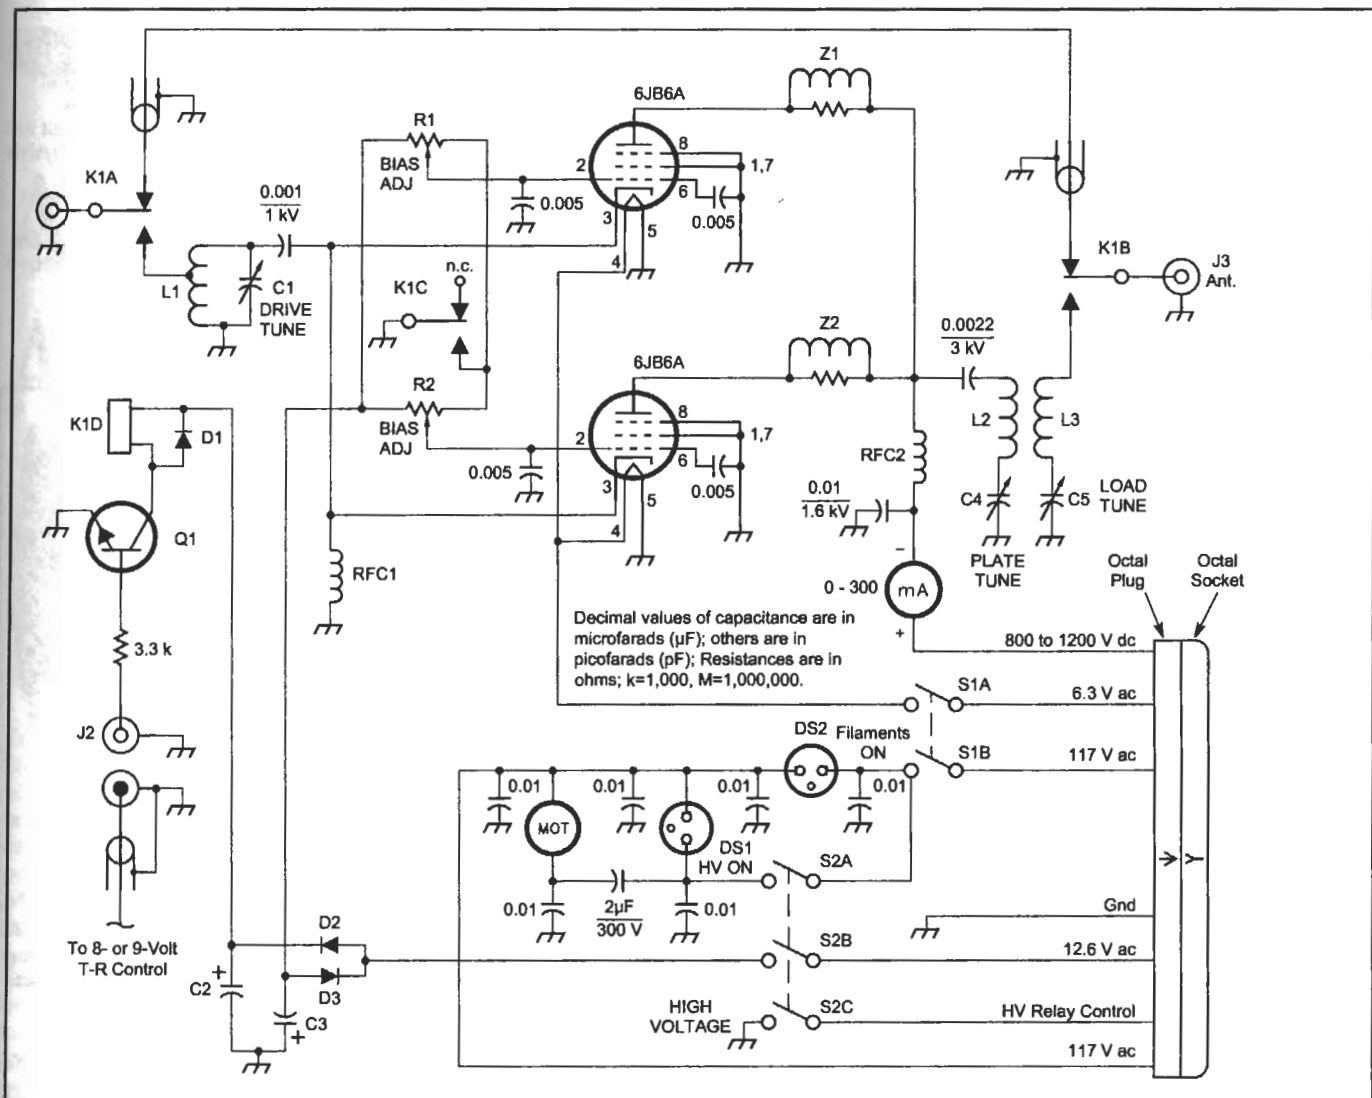 Z1
6JB6A
R1
BIAS
ADJ
2
8
1,7
6
0.005
0.005
3
5
4
K1A
0.001
1 kV
L1
C1
DRIVE
TUNE
n.c.
K1C
K1B
J3
Ant.
Z2
0.0022
3 kV
6JB6A
R2
BIAS
ADJ
2
8
1,7
6
0.005
0.005
3
5
4
L2
L3
RFC2
K1D
D1
Q1
RFC1
0.01
1.6 kV
C4
C5
LOAD
TUNE
PLATE
TUNE
Octal
Plug
Octal
Socket
−
0 - 300
mA
+
3.3 k
Decimal values of capacitance are in
microfarads (µF); others are in
picofarads (pF); Resistances are in
ohms; k=1,000, M=1,000,000.
800 to 1200 V dc
S1A
6.3 V ac
J2
DS2
Filaments
ON
S1B
117 V ac
0.01
0.01
0.01
0.01
MOT
DS1
HV ON
S2A
0.01
2µF
300 V
0.01
Gnd
To 8- or 9-Volt
T-R Control
D2
D3
S2B
12.6 V ac
C2
+
C3
+
HIGH
VOLTAGE
S2C
HV Relay Control
117 V ac